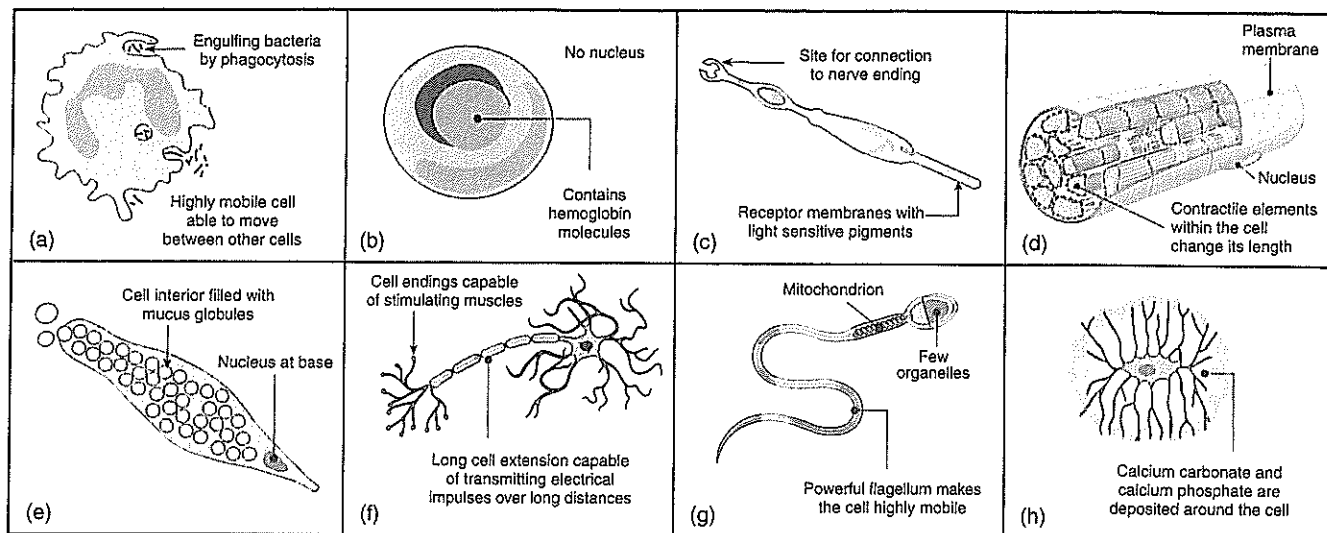 Engulfing bacteria
by phagocytosis
Highly mobile cell
able to move
between other cells
(a)
No nucleus
Contains
hemoglobin
molecules
(b)
Site for connection
to nerve ending
Receptor membranes with
light sensitive pigments
(c)
Plasma
membrane
Nucleus
Contractile elements
within the cell
change its length
(d)
Cell interior filled with
mucus globules
Nucleus at base
(e)
Cell endings capable
of stimulating muscles
Long cell extension capable
of transmitting electrical
impulses over long distances
(f)
Mitochondrion
Few
organelles
Powerful flagellum makes
the cell highly mobile
(g)
Calcium carbonate and
calcium phosphate are
deposited around the cell
(h)